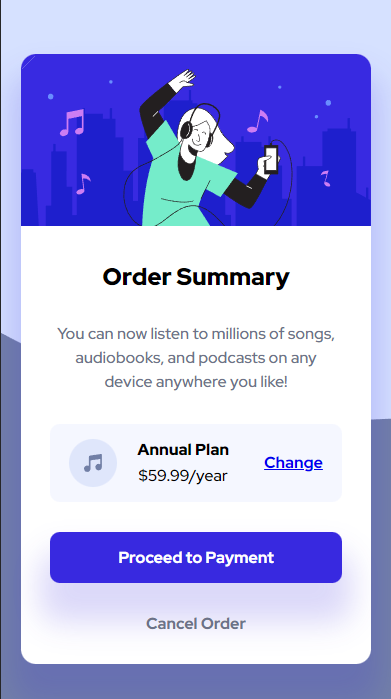 Order Summary
You can now listen to millions of songs,
audiobooks, and podcasts on any
device anywhere you like!
Annual Plan
$59.99/year
Change
Proceed to Payment
Cancel Order